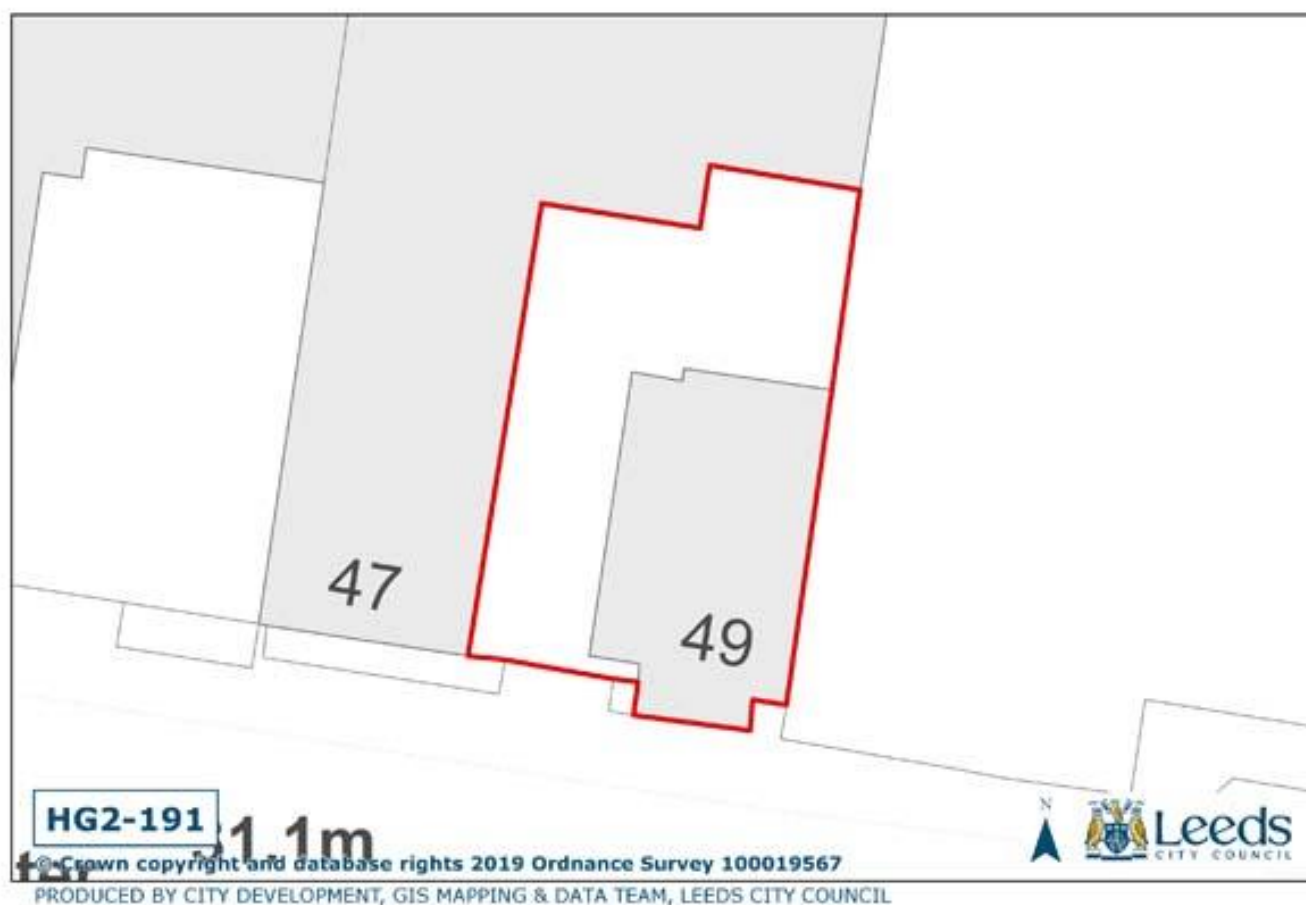 47
49
HG2-191
31.1m
© Crown copyright and database rights 2019 Ordnance Survey 100019567
N
Leeds
CITY COUNCIL
PRODUCED BY CITY DEVELOPMENT, GIS MAPPING & DATA TEAM, LEEDS CITY COUNCIL